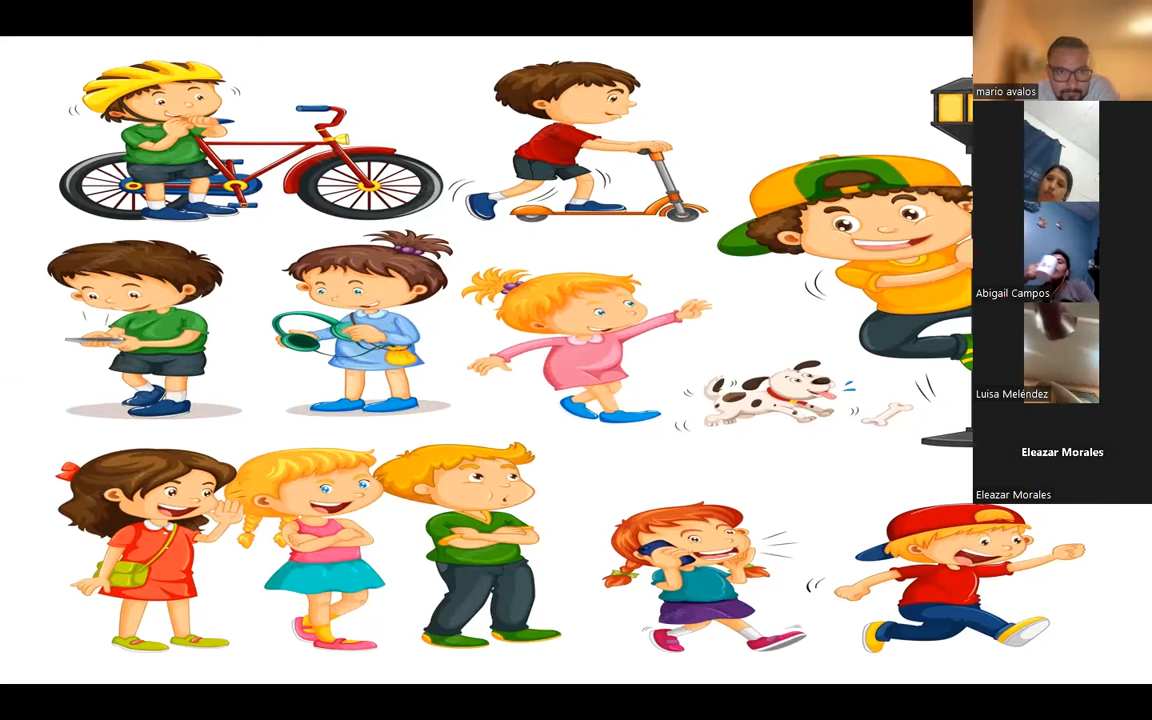 mario avalos
Abigail Campos
Luisa Meléndez
Eleazar Morales
Eleazar Morales